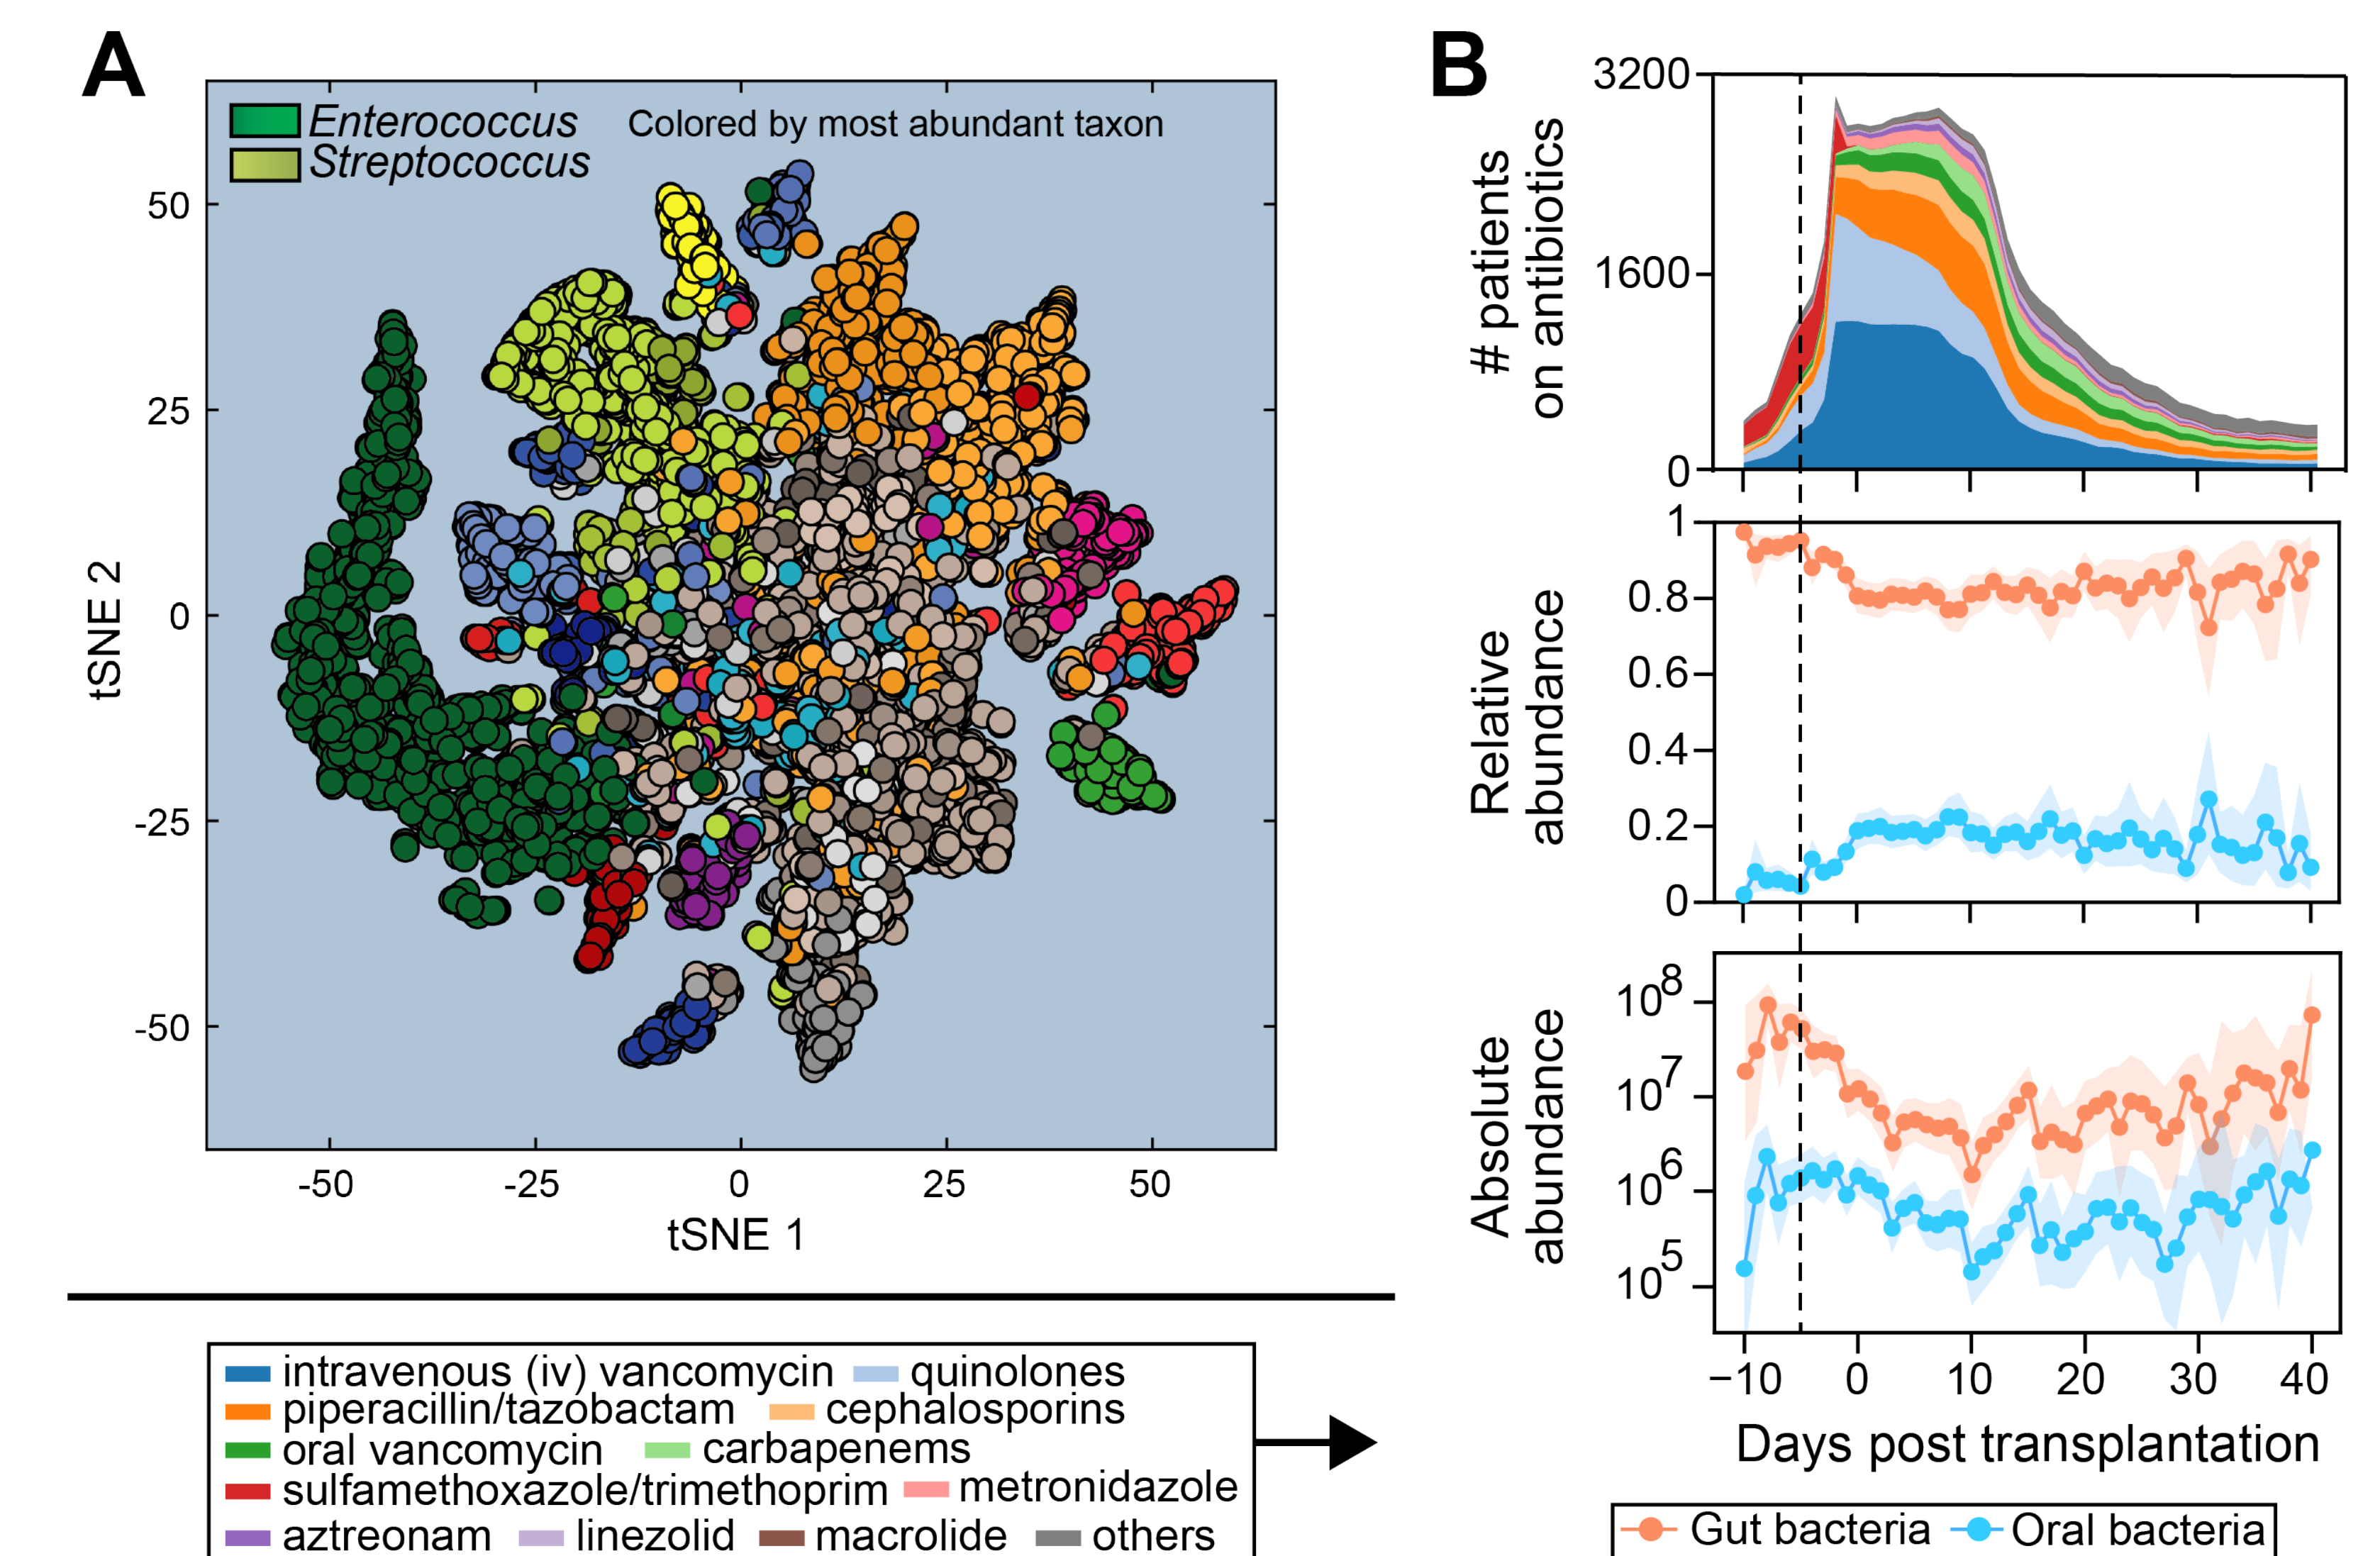 A
Enterococcus
Streptococcus
Colored by most abundant taxon
50
25
0
-25
-50
tSNE 2
-50 -25 0 25 50
tSNE 1
intravenous (iv) vancomycin quinolones
piperacillin/tazobactam cephalosporins
oral vancomycin carbapenems
sulfamethoxazole/trimethoprim metronidazole
aztreonam linezolid macrolide others
B
# patients
on antibiotics
3200
1600
0
Relative
abundance
1
0.8
0.6
0.4
0.2
0
Absolute
abundance
10^8
10^7
10^6
10^5
−10 0 10 20 30 40
Days post transplantation
Gut bacteria Oral bacteria